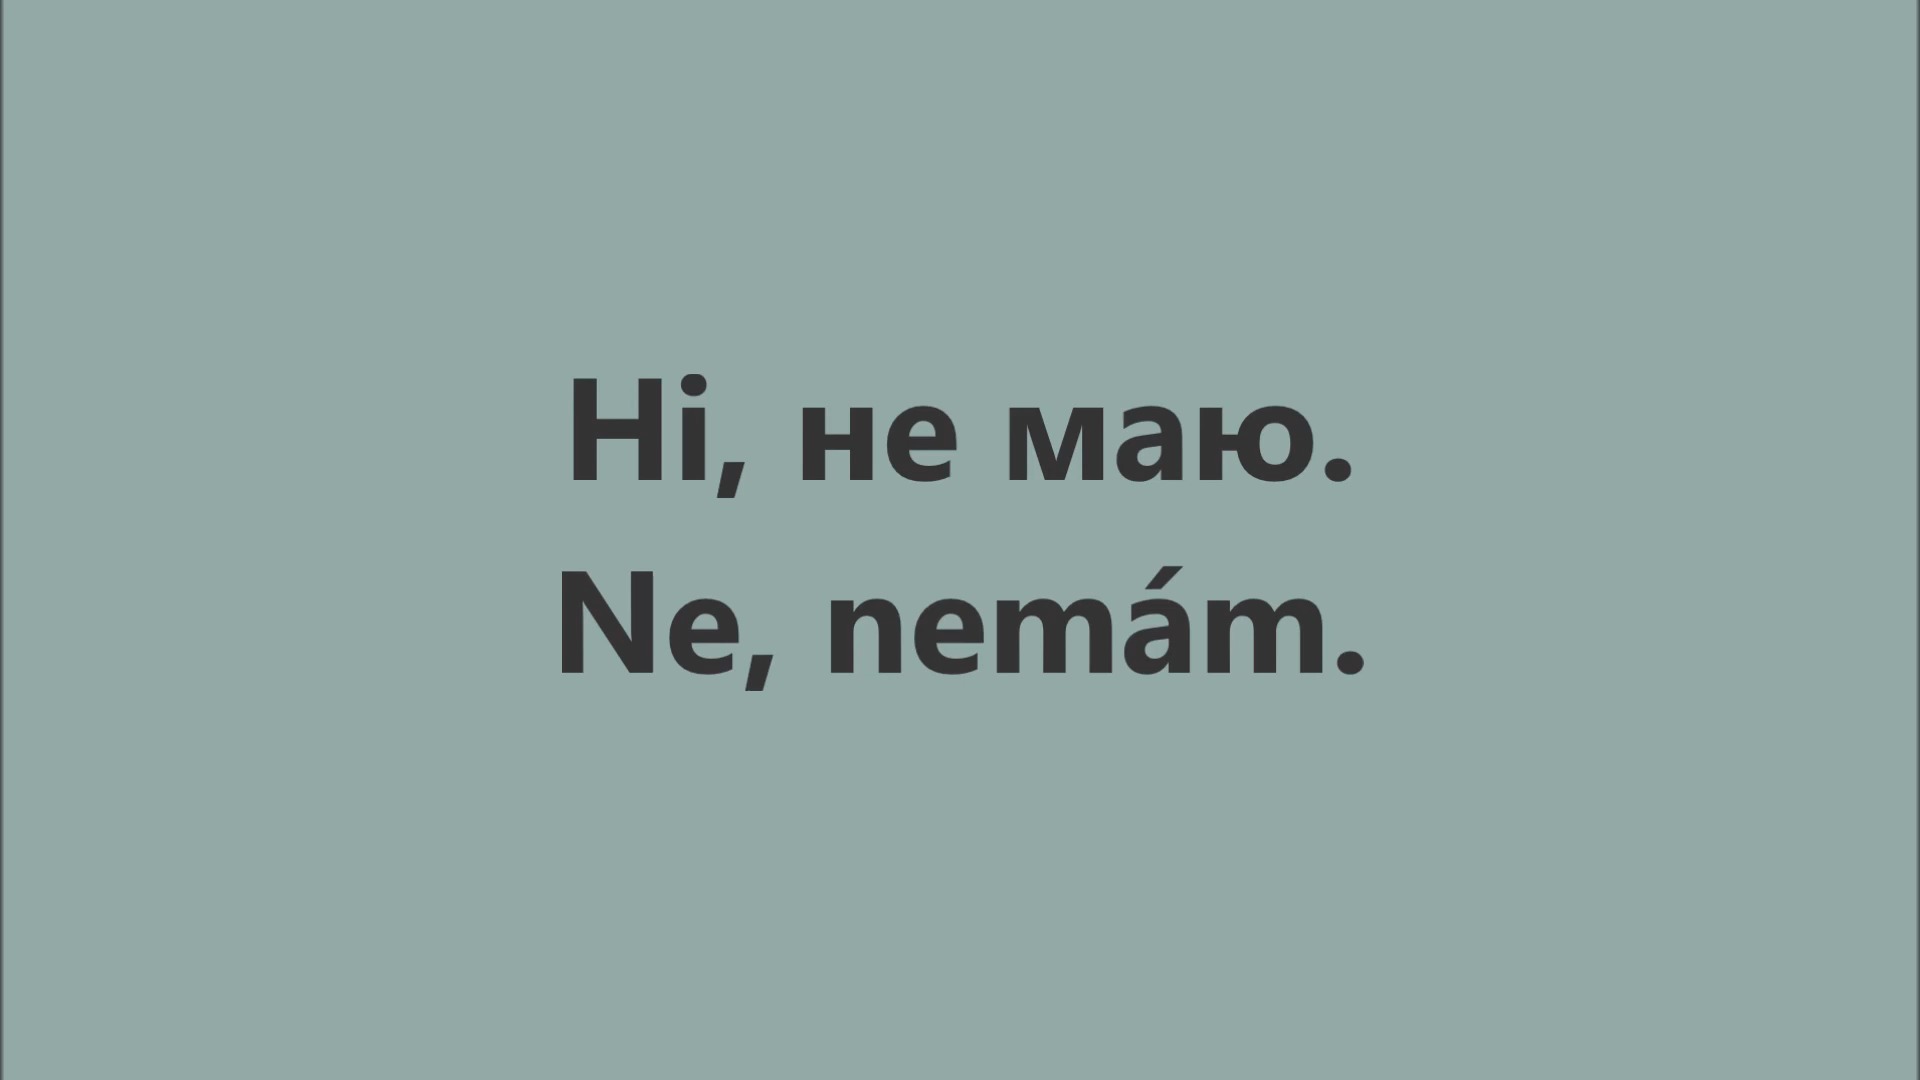 Ні, не маю.
Ne, nemám.